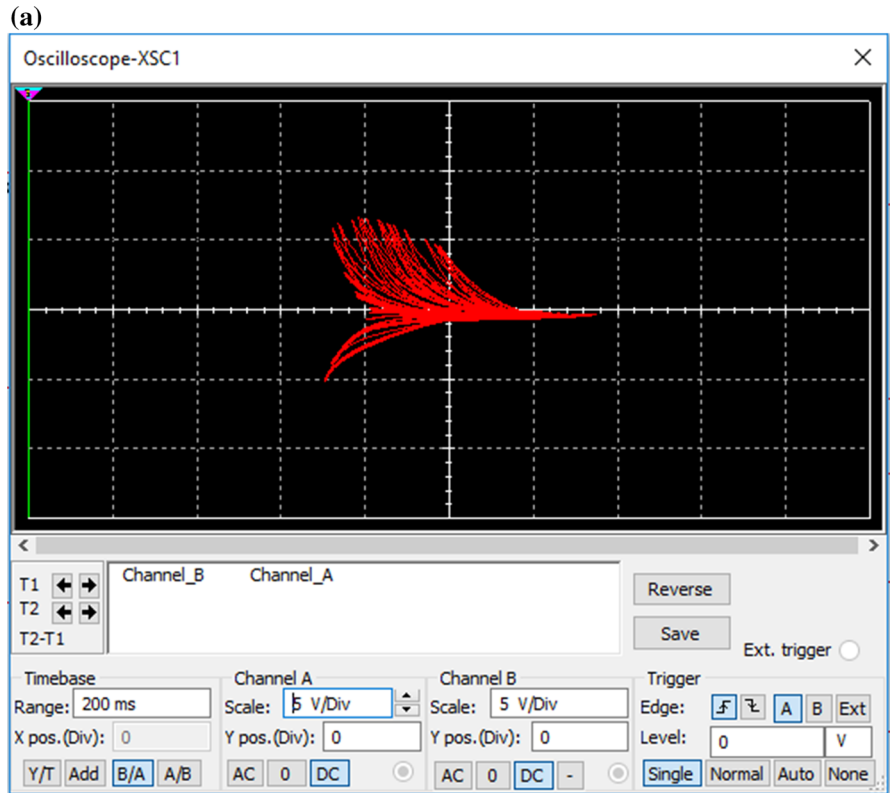 (a)
Oscilloscope-XSC1
Channel_B Channel_A
T1
T2
T2-T1
Reverse
Save
Ext. trigger
Timebase
Range: 200 ms
X pos.(Div): 0
Y/T Add B/A A/B
Channel A
Scale: 5 V/Div
Y pos.(Div): 0
AC 0 DC
Channel B
Scale: 5 V/Div
Y pos.(Div): 0
AC 0 DC -
Trigger
Edge: A B Ext
Level: 0 V
Single Normal Auto None